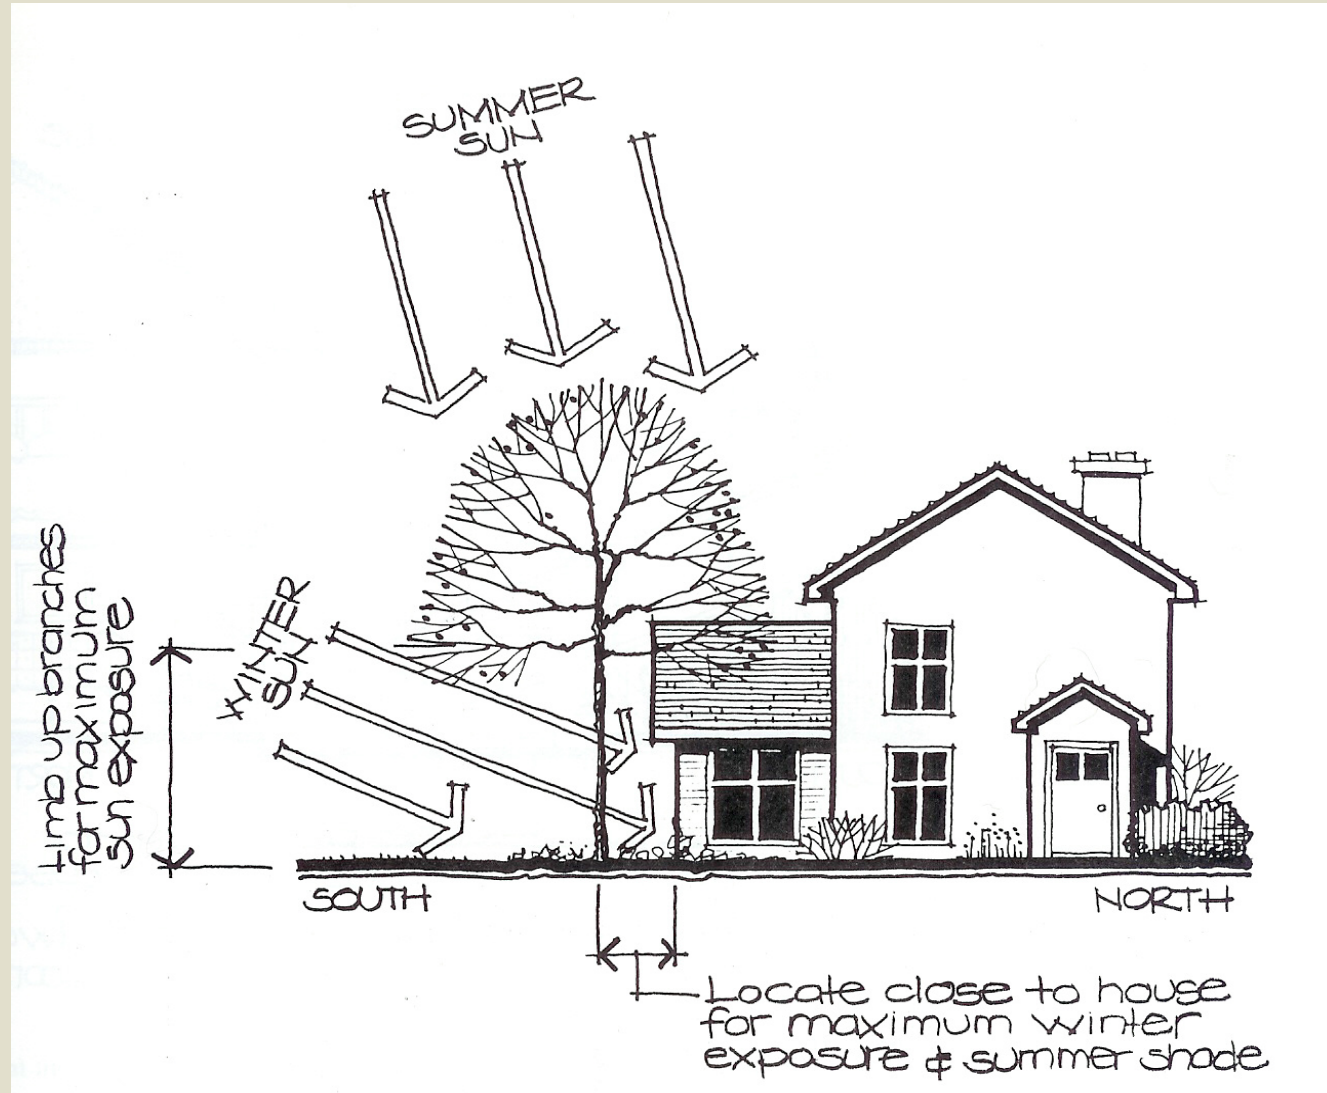 SUMMER
SUN
WINTER
SUN
Limb up branches
for maximum
sun exposure
SOUTH
NORTH
Locate close to house
for maximum winter
exposure & summer shade